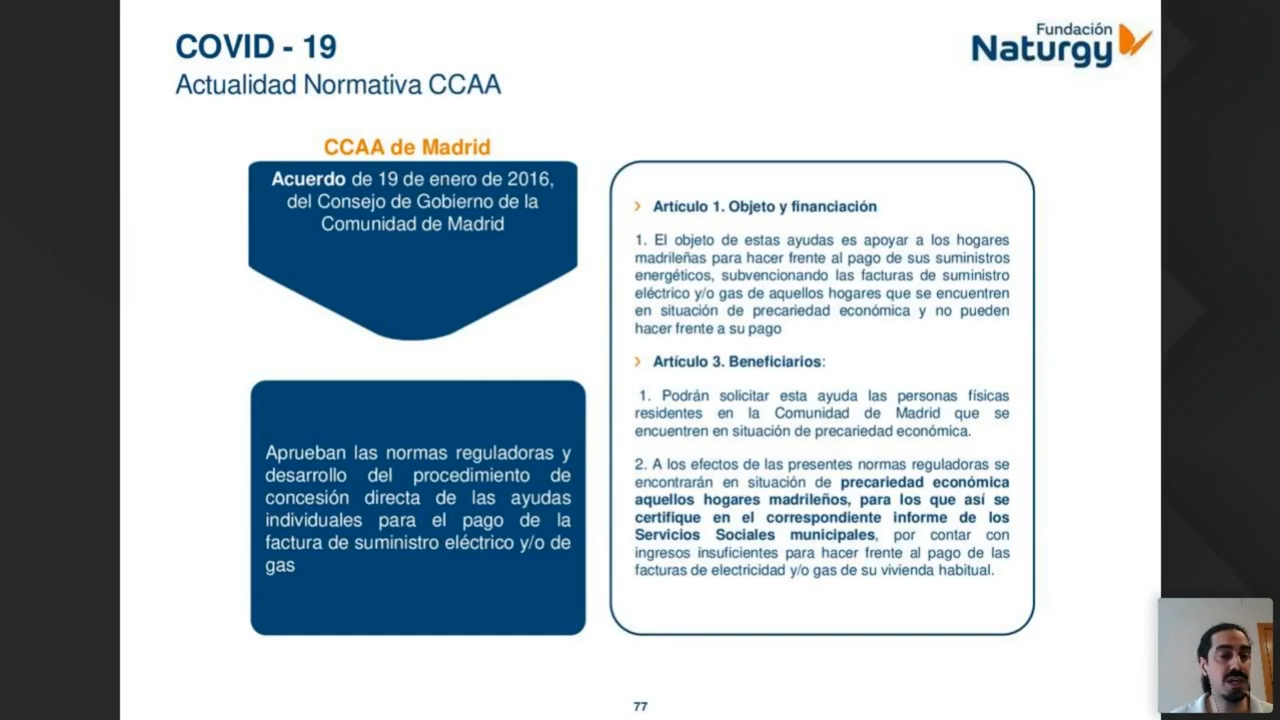 COVID - 19
Actualidad Normativa CCAA
Fundación
Naturgy
CCAA de Madrid
Acuerdo de 19 de enero de 2016,
del Consejo de Gobierno de la
Comunidad de Madrid
Aprueban las normas reguladoras y
desarrollo del procedimiento de
concesión directa de las ayudas
individuales para el pago de la
factura de suministro eléctrico y/o de
gas
› Artículo 1. Objeto y financiación
1. El objeto de estas ayudas es apoyar a los hogares
madrileñas para hacer frente al pago de sus suministros
energéticos, subvencionando las facturas de suministro
eléctrico y/o gas de aquellos hogares que se encuentren
en situación de precariedad económica y no pueden
hacer frente a su pago
› Artículo 3. Beneficiarios:
1. Podrán solicitar esta ayuda las personas físicas
residentes en la Comunidad de Madrid que se
encuentren en situación de precariedad económica.
2. A los efectos de las presentes normas reguladoras se
encontrarán en situación de precariedad económica
aquellos hogares madrileños, para los que así se
certifique en el correspondiente informe de los
Servicios Sociales municipales, por contar con
ingresos insuficientes para hacer frente al pago de las
facturas de electricidad y/o gas de su vivienda habitual.
77